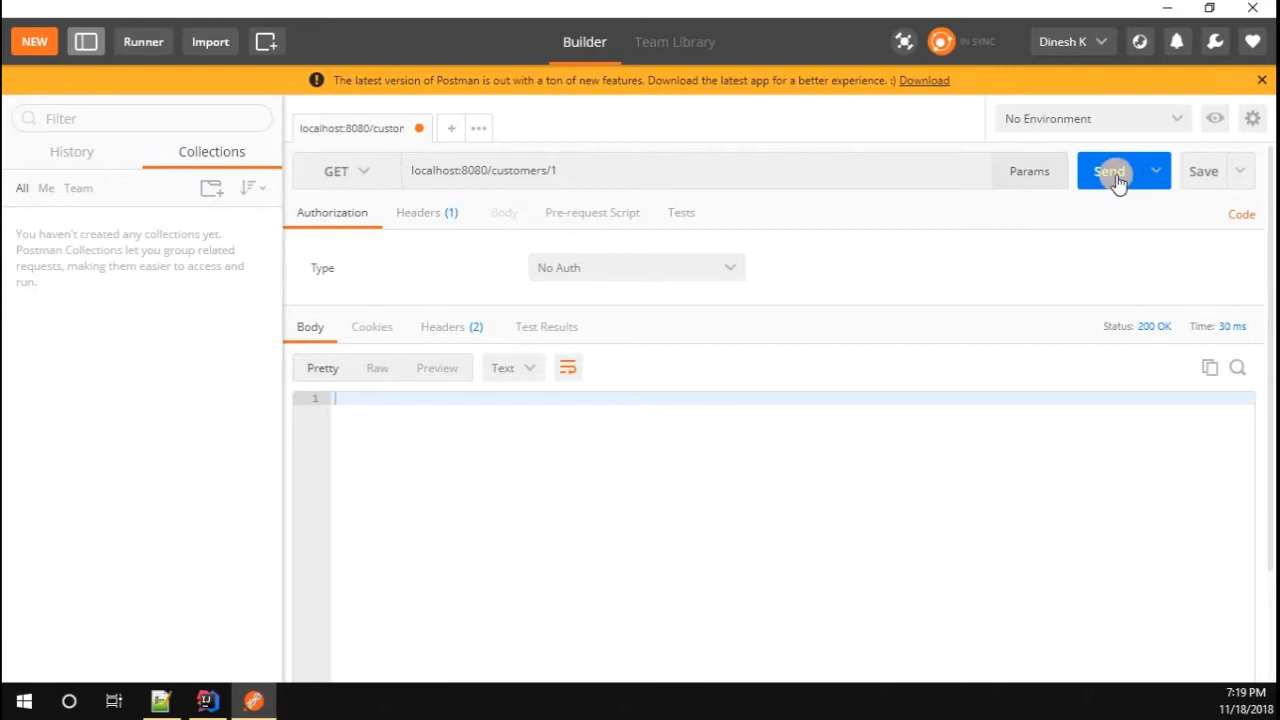 NEW
Runner
Import
Builder
Team Library
IN SYNC
Dinesh K
The latest version of Postman is out with a ton of new features. Download the latest app for a better experience. :) Download
Filter
History
Collections
All Me Team
You haven't created any collections yet.
Postman Collections let you group related
requests, making them easier to access and
run.
localhost:8080/custor
No Environment
GET
localhost:8080/customers/1
Params
Send
Save
Authorization
Headers (1)
Body
Pre-request Script
Tests
Code
Type
No Auth
Body
Cookies
Headers (2)
Test Results
Status: 200 OK
Time: 30 ms
Pretty
Raw
Preview
Text
1
7:19 PM
11/18/2018